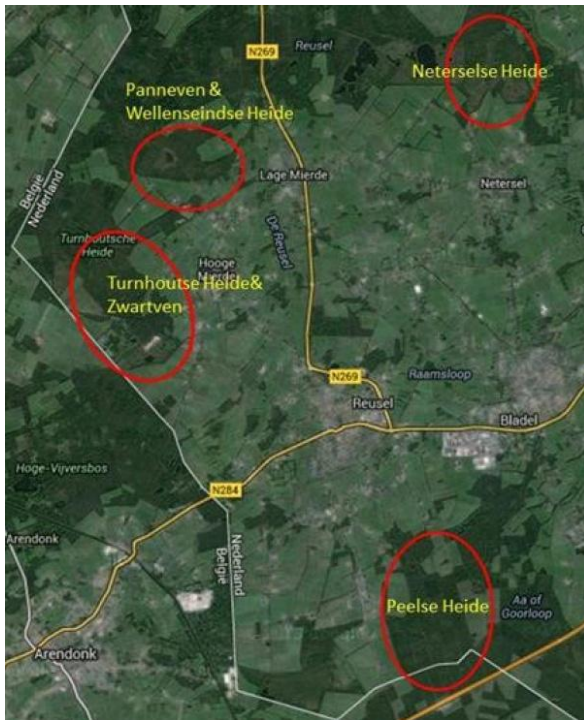 N269
Reusel
Neterselse Heide
Panneven &
Wellenseindse Heide
Lage Mierde
Netersel
België
Nederland
De Reusel
Turnhoutsche
Heide
Hooge
Mierde
Turnhoutse Heide&
Zwartven
N269
Raamsloop
Reusel
Bladel
Hoge-Vijversbos
N284
Arendonk
Nederland
België
Peelse Heide
Aa of
Goorloop
Arendonk